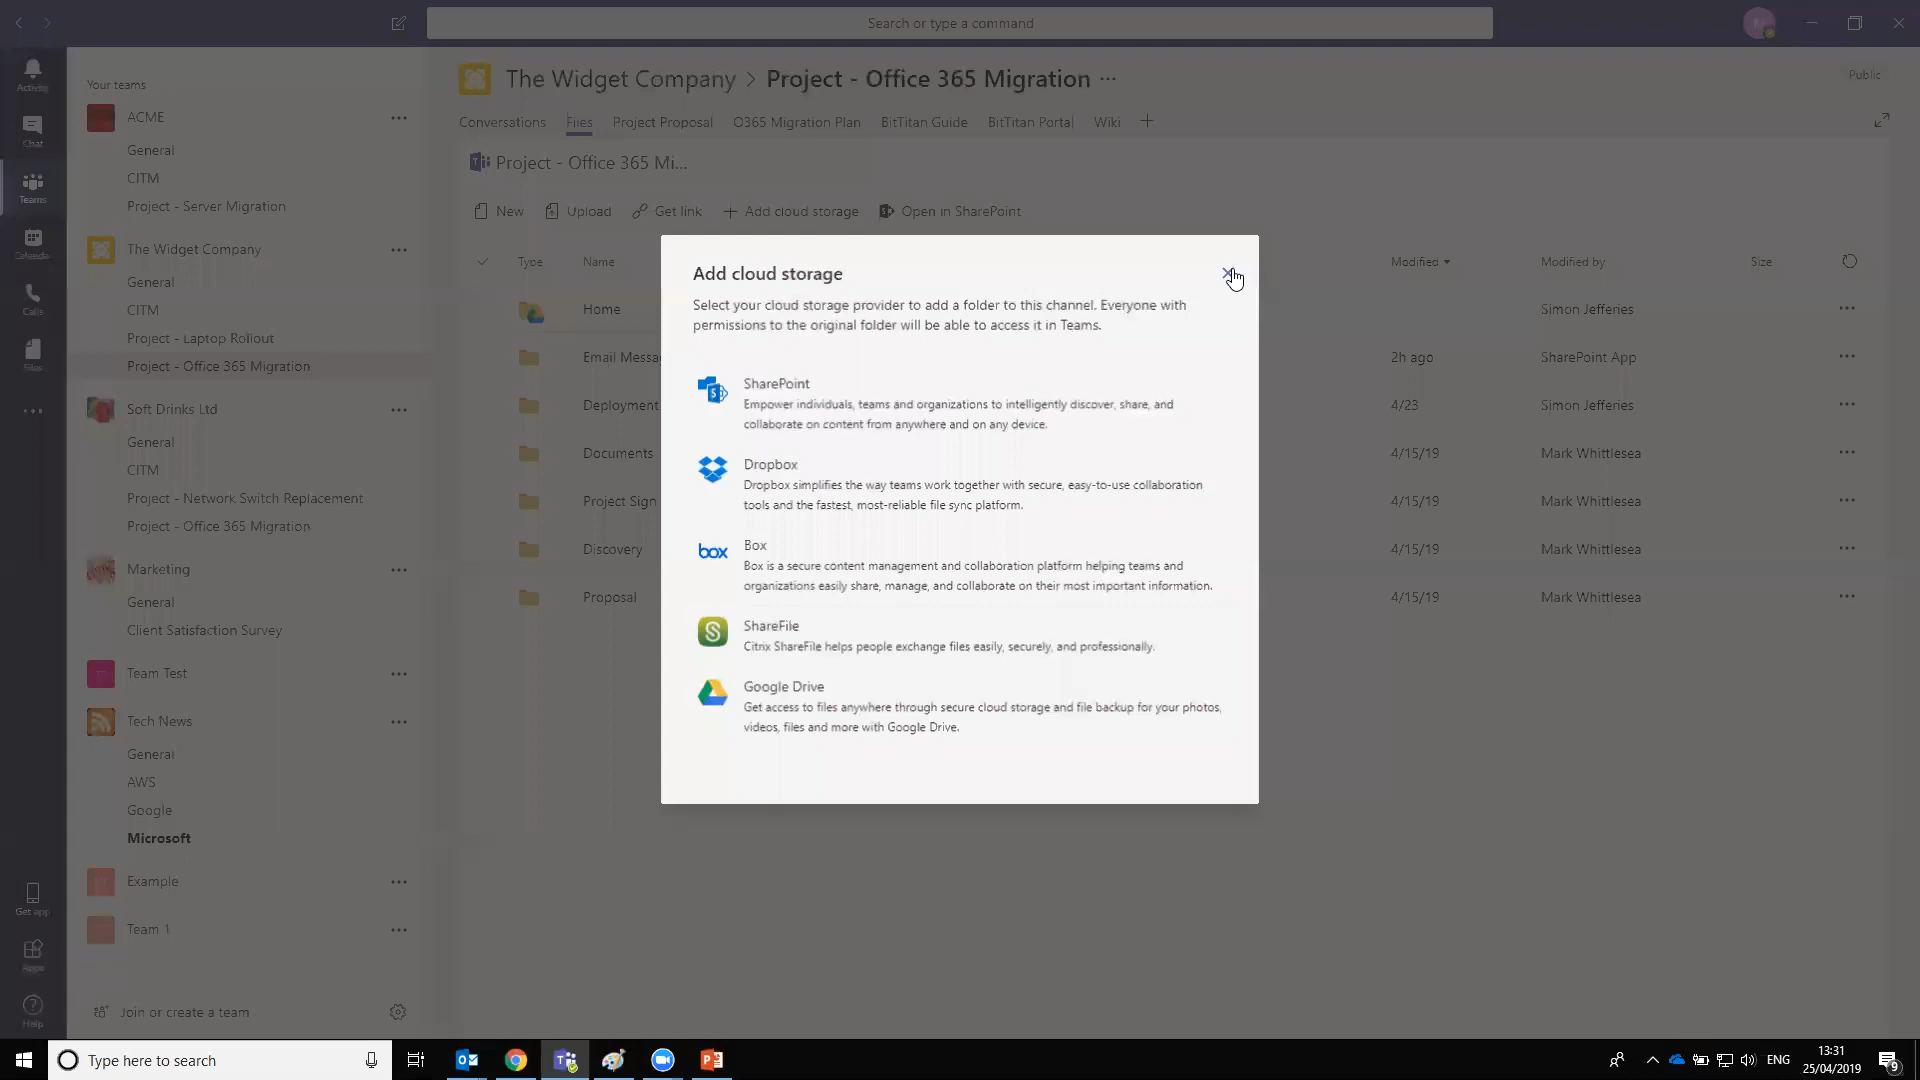 Search or type a command
Activity
Chat
Teams
Calendar
Calls
Files
Get app
Apps
Help
Your teams
ACME
General
CITM
Project - Server Migration
The Widget Company
General
CITM
Project - Laptop Rollout
Project - Office 365 Migration
Soft Drinks Ltd
General
CITM
Project - Network Switch Replacement
Project - Office 365 Migration
Marketing
General
Client Satisfaction Survey
Team Test
Tech News
General
AWS
Google
Microsoft
Example
Team 1
Join or create a team
The Widget Company > Project - Office 365 Migration ···
Public
Conversations Files Project Proposal O365 Migration Plan BitTitan Guide BitTitan Portal Wiki +
Project - Office 365 Mi...
New Upload Get link + Add cloud storage Open in SharePoint
Type Name Modified Modified by Size
Home Simon Jefferies
Email Messa 2h ago SharePoint App
Deployment 4/23 Simon Jefferies
Documents 4/15/19 Mark Whittlesea
Project Sign 4/15/19 Mark Whittlesea
Discovery 4/15/19 Mark Whittlesea
Proposal 4/15/19 Mark Whittlesea
Add cloud storage
Select your cloud storage provider to add a folder to this channel. Everyone with
permissions to the original folder will be able to access it in Teams.
SharePoint
Empower individuals, teams and organizations to intelligently discover, share, and
collaborate on content from anywhere and on any device.
Dropbox
Dropbox simplifies the way teams work together with secure, easy-to-use collaboration
tools and the fastest, most-reliable file sync platform.
box
Box
Box is a secure content management and collaboration platform helping teams and
organizations easily share, manage, and collaborate on their most important information.
ShareFile
Citrix ShareFile helps people exchange files easily, securely, and professionally.
Google Drive
Get access to files anywhere through secure cloud storage and file backup for your photos,
videos, files and more with Google Drive.
Type here to search
ENG
13:31
25/04/2019
9